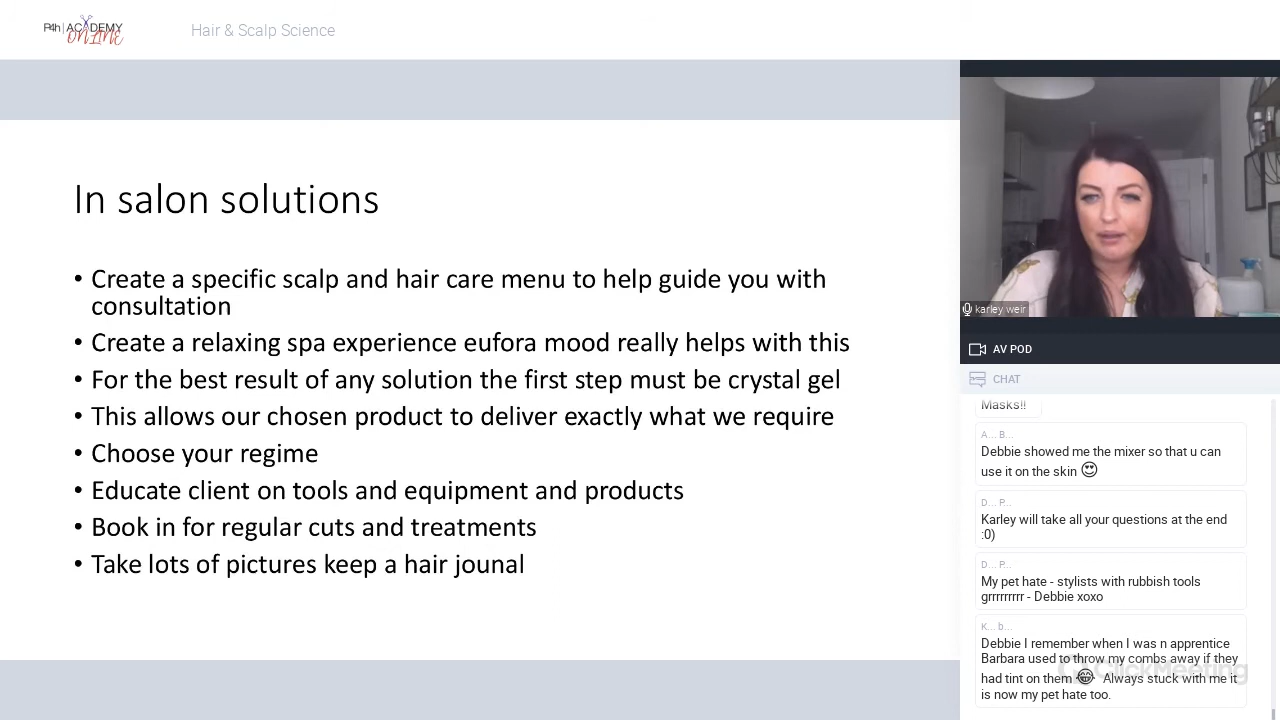 P4h | ACADEMY
ONLINE
Hair & Scalp Science
In salon solutions
• Create a specific scalp and hair care menu to help guide you with
consultation
• Create a relaxing spa experience eufora mood really helps with this
• For the best result of any solution the first step must be crystal gel
• This allows our chosen product to deliver exactly what we require
• Choose your regime
• Educate client on tools and equipment and products
• Book in for regular cuts and treatments
• Take lots of pictures keep a hair jounal
karley weir
AV POD
CHAT
Masks!!
A... B...
Debbie showed me the mixer so that u can
use it on the skin 😍
D... P...
Karley will take all your questions at the end
:0)
D... P...
My pet hate - stylists with rubbish tools
grrrrrrrrr - Debbie xoxo
K... b...
Debbie I remember when I was n apprentice
Barbara used to throw my combs away if they
had tint on them 😂 Always stuck with me it
is now my pet hate too.
ClickMeeting